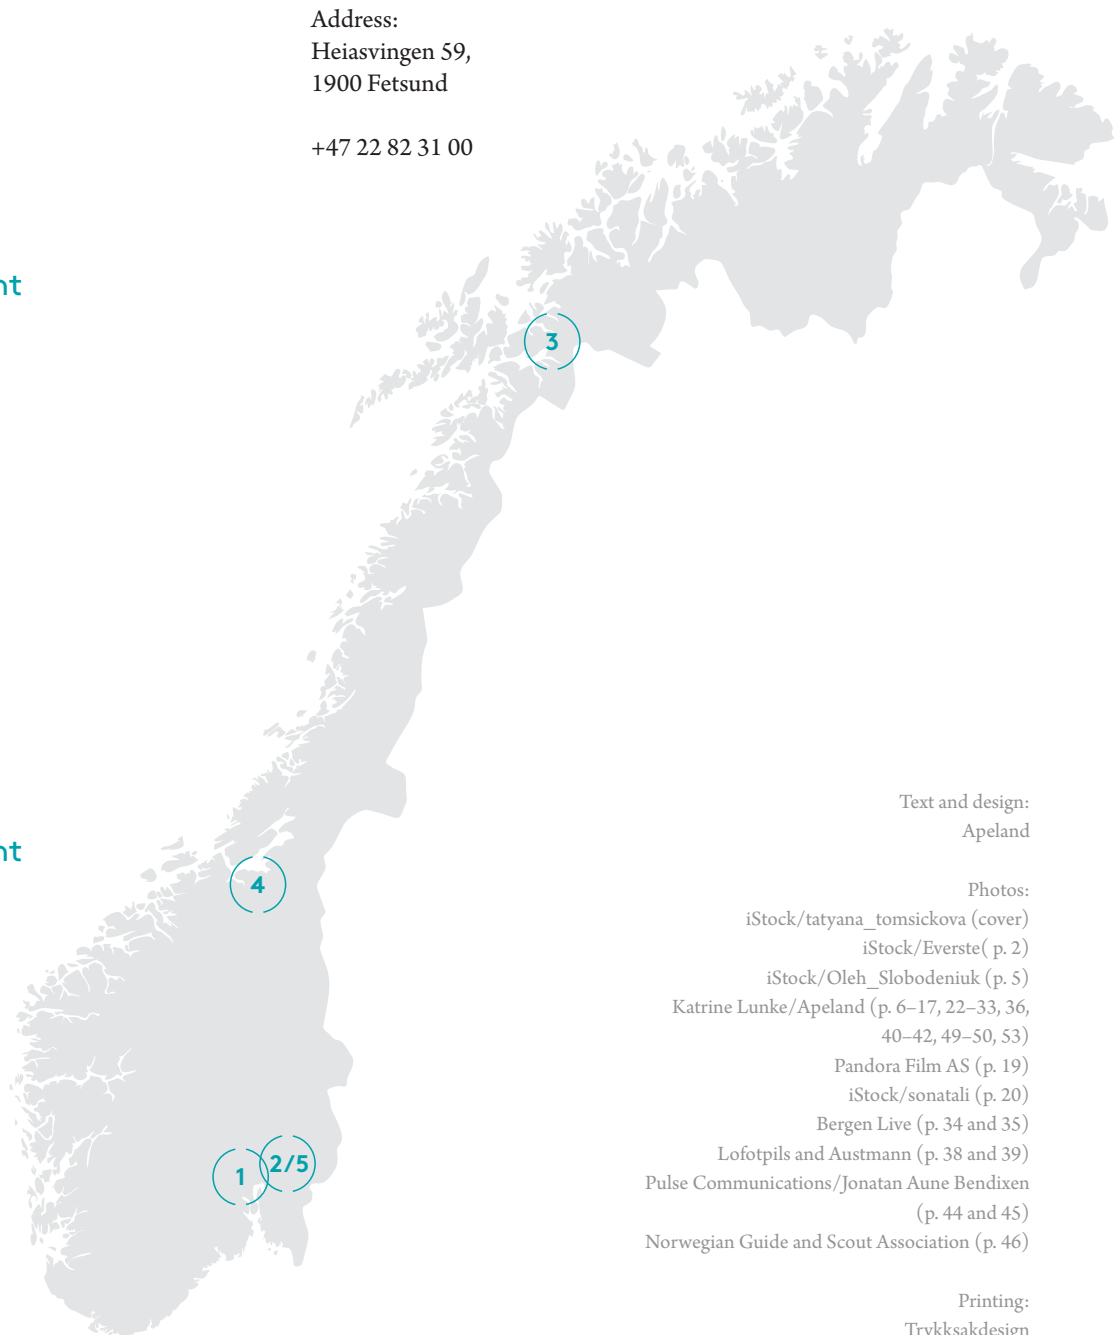 Address:
Heiasvingen 59,
1900 Fetsund
+47 22 82 31 00
nt
3
nt
4
1
2/5
Text and design:
Apeland
Photos:
iStock/tatyana_tomsickova (cover)
iStock/Everste( p. 2)
iStock/Oleh_Slobodeniuk (p. 5)
Katrine Lunke/Apeland (p. 6–17, 22–33, 36,
40–42, 49–50, 53)
Pandora Film AS (p. 19)
iStock/sonatali (p. 20)
Bergen Live (p. 34 and 35)
Lofotpils and Austmann (p. 38 and 39)
Pulse Communications/Jonatan Aune Bendixen
(p. 44 and 45)
Norwegian Guide and Scout Association (p. 46)
Printing:
Trykksakdesign